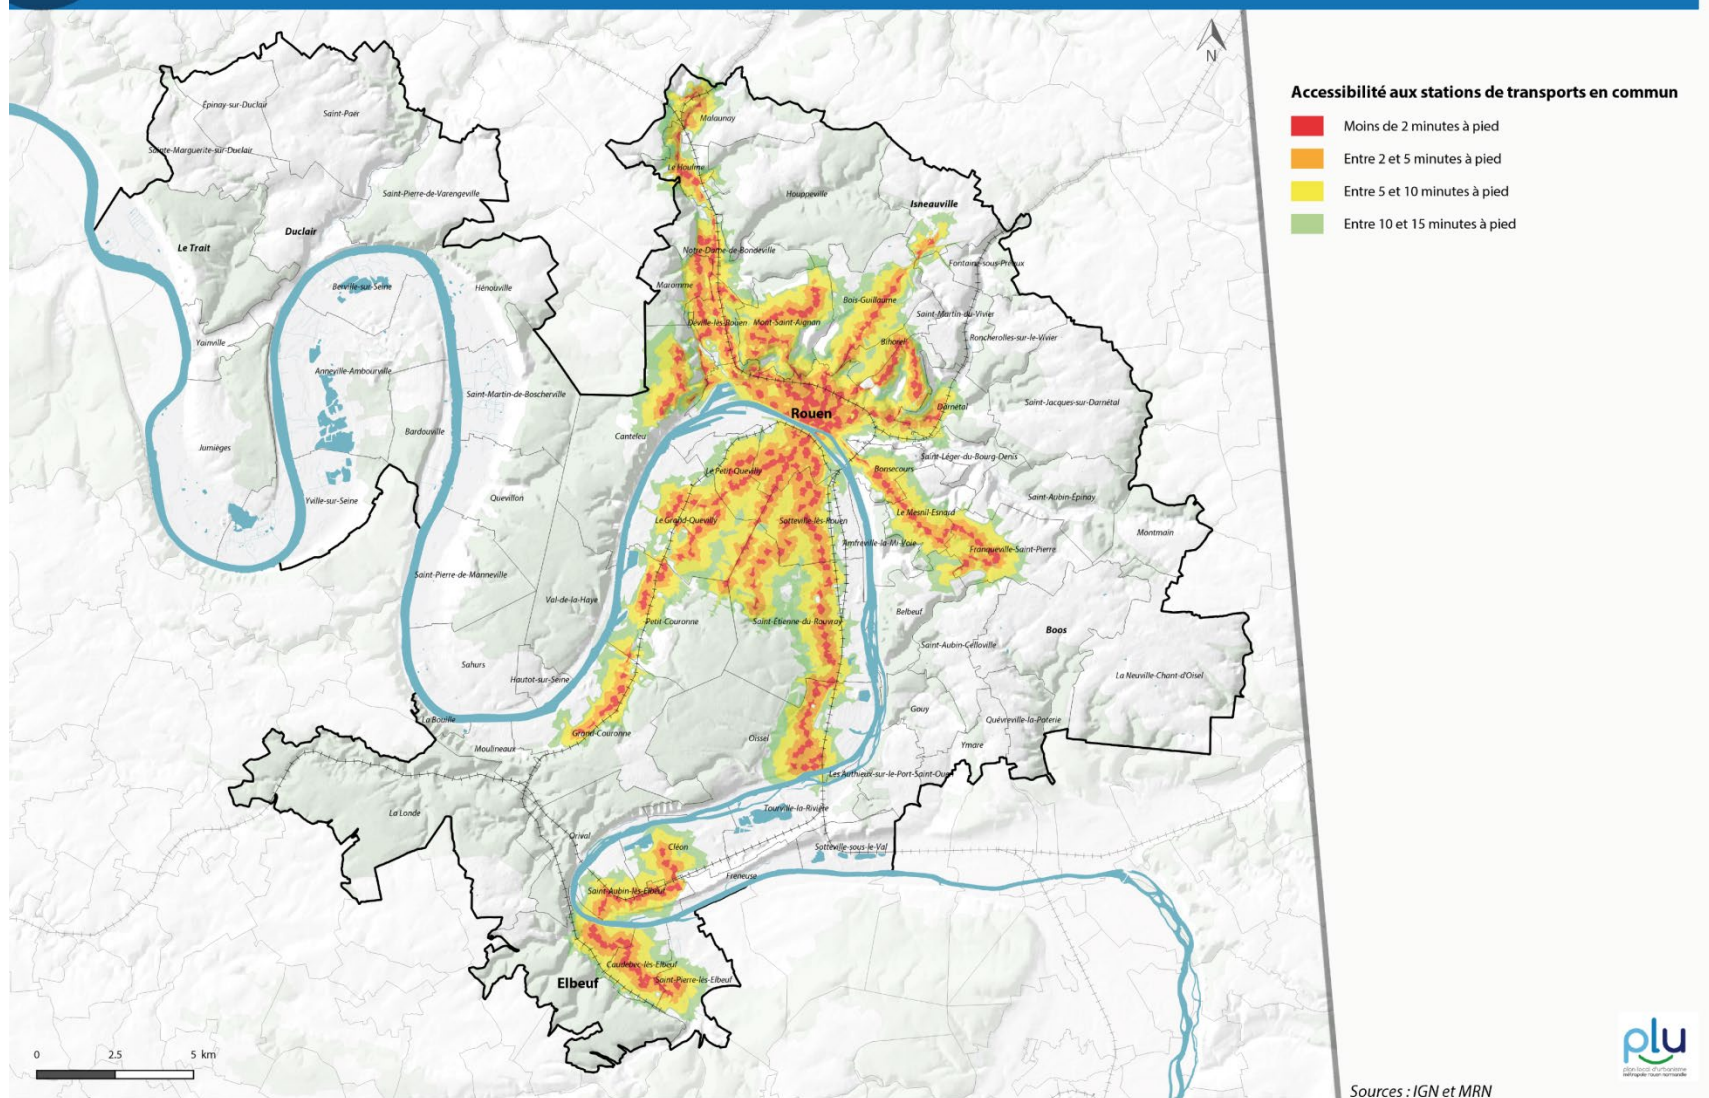 N
Accessibilité aux stations de transports en commun
Moins de 2 minutes à pied
Entre 2 et 5 minutes à pied
Entre 5 et 10 minutes à pied
Entre 10 et 15 minutes à pied
Épinay-sur-Duclair
Saint-Paër
Malaunay
Sainte-Marguerite-sur-Duclair
Le Houlme
Saint-Pierre-de-Varengeville
Houppeville
Isneauville
Duclair
Le Trait
Notre-Dame-de-Bondeville
Fontaine-sous-Préaux
Berville-sur-Seine
Hénouville
Maromme
Bois-Guillaume
Saint-Martin-du-Vivier
Déville-lès-Rouen
Mont-Saint-Aignan
Yainville
Bihorel
Roncherolles-sur-le-Vivier
Anneville-Ambourville
Saint-Martin-de-Boscherville
Saint-Jacques-sur-Darnétal
Darnétal
Rouen
Bardouville
Canteleu
Jumièges
Saint-Léger-du-Bourg-Denis
Le Petit-Quevilly
Bonsecours
Yville-sur-Seine
Quevillon
Saint-Aubin-Épinay
Le Mesnil-Esnard
Le Grand-Quevilly
Sotteville-lès-Rouen
Montmain
Amfreville-la-Mi-Voie
Franqueville-Saint-Pierre
Saint-Pierre-de-Manneville
Val-de-la-Haye
Belbeuf
Petit-Couronne
Saint-Étienne-du-Rouvray
Boos
Saint-Aubin-Celloville
Sahurs
Hautot-sur-Seine
La Neuville-Chant-d'Oisel
Gouy
La Bouille
Quévreville-la-Poterie
Grand-Couronne
Oissel
Moulineaux
Ymare
Les Authieux-sur-le-Port-Saint-Ouen
La Londe
Tourville-la-Rivière
Orival
Cléon
Sotteville-sous-le-Val
Freneuse
Saint-Aubin-lès-Elbeuf
Caudebec-lès-Elbeuf
Elbeuf
Saint-Pierre-lès-Elbeuf
0 2.5 5 km
plu
plan local d'urbanisme
métropole rouen normandie
Sources : IGN et MRN